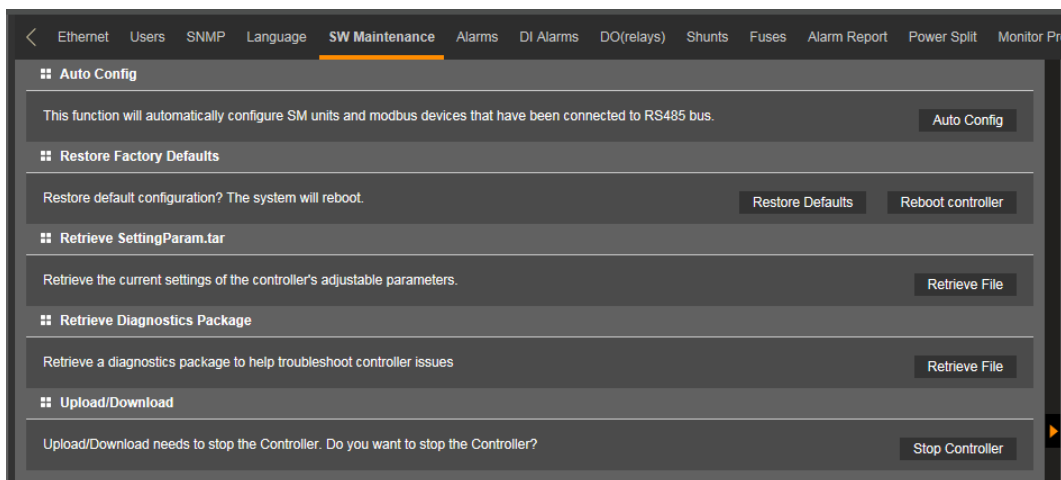 Ethernet Users SNMP Language SW Maintenance Alarms DI Alarms DO(relays) Shunts Fuses Alarm Report Power Split Monitor Pr
Auto Config
This function will automatically configure SM units and modbus devices that have been connected to RS485 bus. Auto Config
Restore Factory Defaults
Restore default configuration? The system will reboot. Restore Defaults Reboot controller
Retrieve SettingParam.tar
Retrieve the current settings of the controller's adjustable parameters. Retrieve File
Retrieve Diagnostics Package
Retrieve a diagnostics package to help troubleshoot controller issues Retrieve File
Upload/Download
Upload/Download needs to stop the Controller. Do you want to stop the Controller? Stop Controller